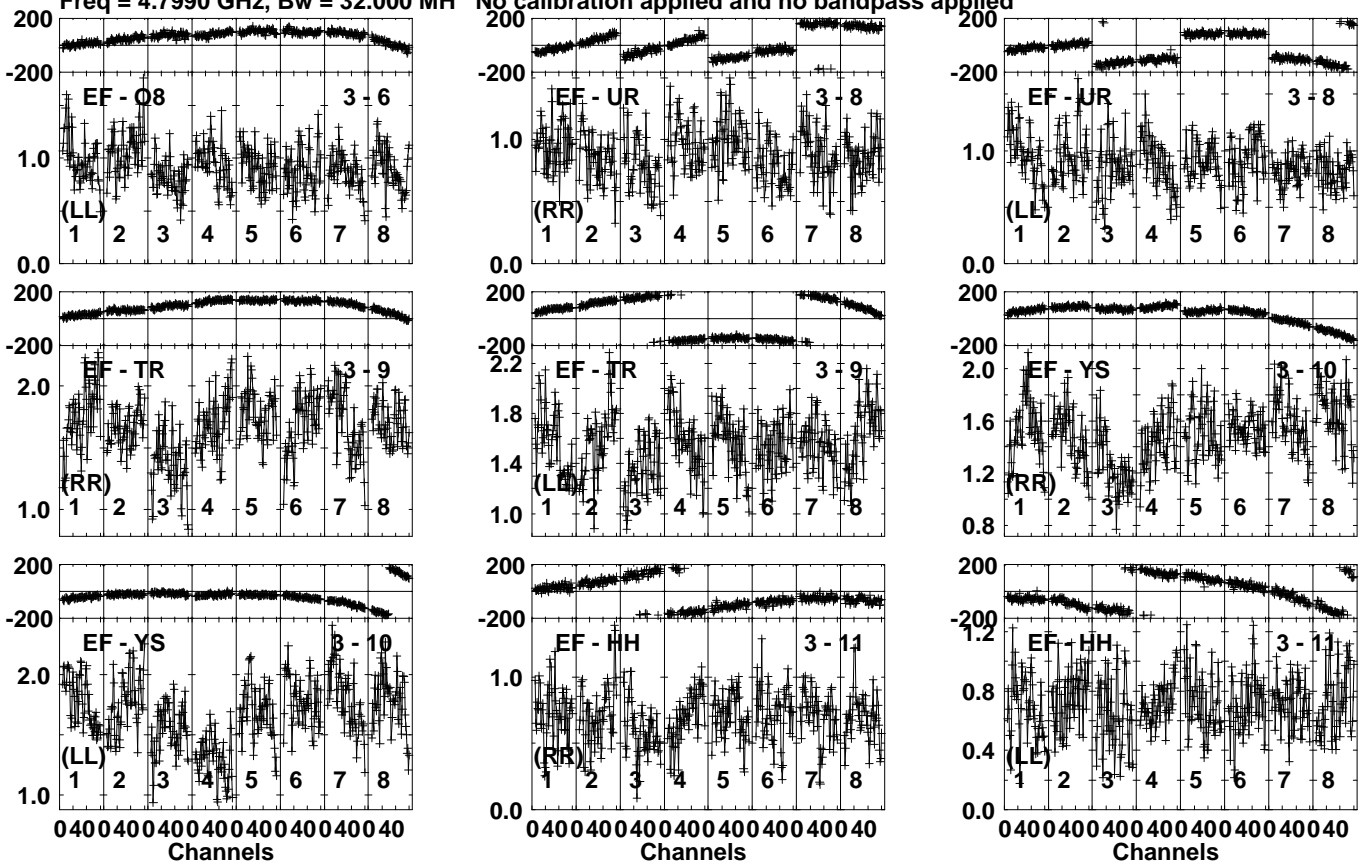 Freq = 4.7990 GHz, Bw = 32.000 MH No calibration applied and no bandpass applied
200
-200
EF - O8 3 - 6
1.0
(LL)
1 2 3 4 5 6 7 8
0.0
200
-200
EF - UR 3 - 8
1.0
(RR)
1 2 3 4 5 6 7 8
0.0
200
-200
EF - UR 3 - 8
1.0
(LL)
1 2 3 4 5 6 7 8
0.0
200
-200
EF - TR 3 - 9
2.0
(RR)
1.0
1 2 3 4 5 6 7 8
200
-200
2.2
EF - TR 3 - 9
1.8
1.4
(LL)
1.0
1 2 3 4 5 6 7 8
200
-200
2.0
EF - YS 3 - 10
1.6
1.2
(RR)
0.8
1 2 3 4 5 6 7 8
200
-200
EF - YS 3 - 10
2.0
(LL)
1.0
1 2 3 4 5 6 7 8
200
-200
EF - HH 3 - 11
1.0
(RR)
1 2 3 4 5 6 7 8
0.0
200
-200
1.2
EF - HH 3 - 11
0.8
0.4
(LL)
1 2 3 4 5 6 7 8
0
0 40 0 40 0 40 0 40 0 40 0 40 0 40 0 40
Channels
0 40 0 40 0 40 0 40 0 40 0 40 0 40 0 40
Channels
0 40 0 40 0 40 0 40 0 40 0 40 0 40 0 40
Channels